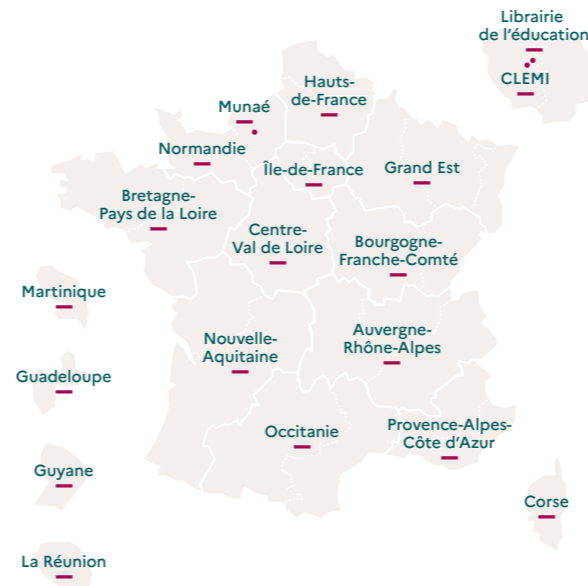 Librairie
de l'éducation
CLEMI
Hauts-
de-France
Munaé
Normandie
Île-de-France
Grand Est
Bretagne-
Pays de la Loire
Centre-
Val de Loire
Bourgogne-
Franche-Comté
Martinique
Nouvelle-
Aquitaine
Auvergne-
Rhône-Alpes
Guadeloupe
Occitanie
Provence-Alpes-
Côte d'Azur
Guyane
Corse
La Réunion